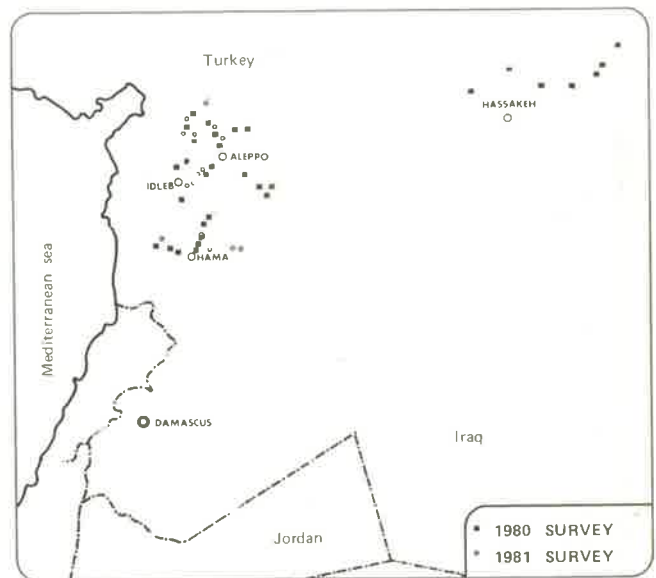 Turkey
HASSAKEH
ALEPPO
IDLEB
HAMA
Mediterranean sea
DAMASCUS
Iraq
Jordan
1980 SURVEY
1981 SURVEY